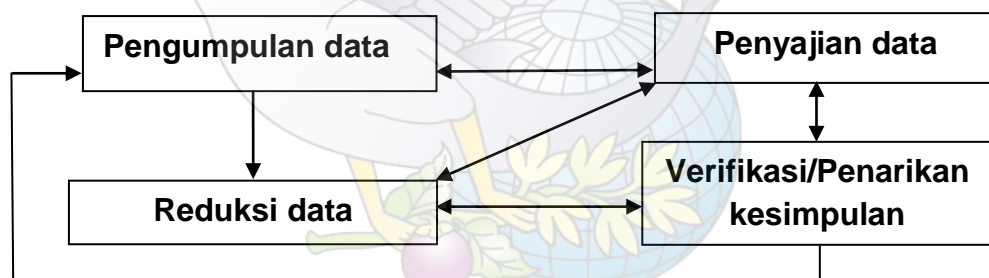 Pengumpulan data
Penyajian data
Reduksi data
Verifikasi/Penarikan
kesimpulan